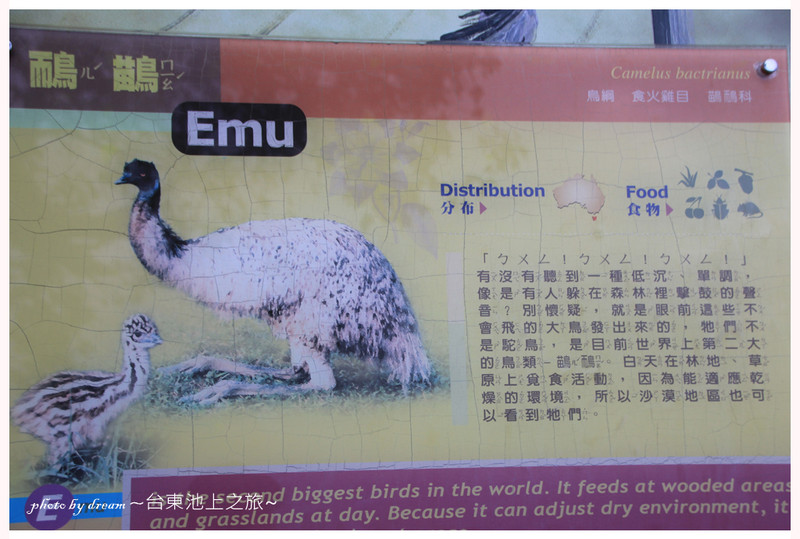 鴯ㄦˊ 鶓ㄇㄧㄠˊ
Camelus bactrianus
鳥綱 食火雞目 鸸鶓科
Emu
Distribution
分布
Food
食物
「ㄅㄨㄥ!ㄅㄨㄥ!ㄅㄨㄥ!」
有沒有聽到一種低沉、單調,
像是有人躲在森林裡擊鼓的聲
音?別懷疑,就是眼前這些不
會飛的大鳥發出來的,牠們不
是鴕鳥,是目前世界上第二大
的鳥類-鴯鶓。白天在林地、草
原上覓食活動,因為能適應乾
燥的環境,所以沙漠地區也可
以看到牠們。
second biggest birds in the world. It feeds at wooded areas
and grasslands at day. Because it can adjust dry environment, it
E
photo by dream ~台東池上之旅~